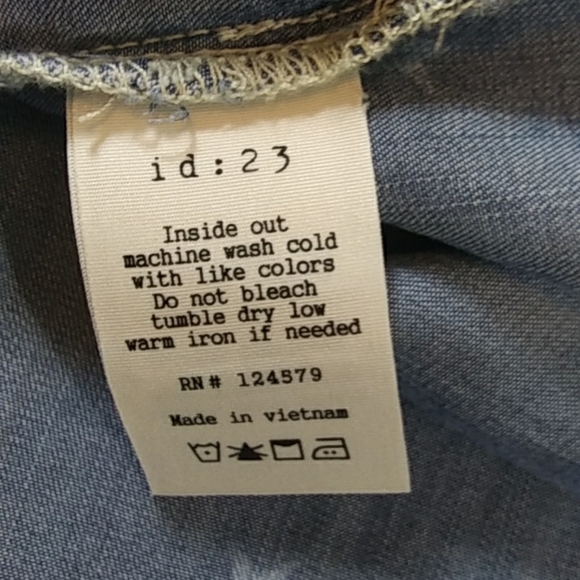 id:23
Inside out
machine wash cold
with like colors
Do not bleach
tumble dry low
warm iron if needed
RN# 124579
Made in vietnam